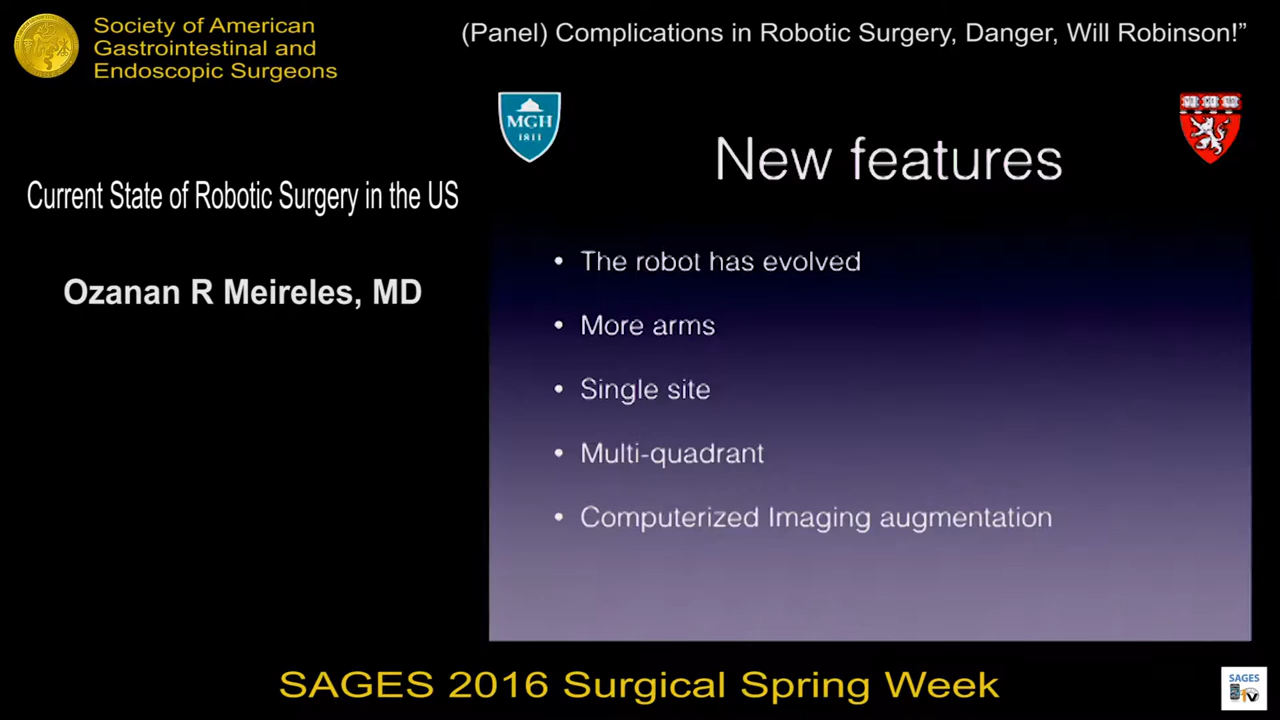 Society of American
Gastrointestinal and
Endoscopic Surgeons
(Panel) Complications in Robotic Surgery, Danger, Will Robinson!”
MGH
1811
New features
Current State of Robotic Surgery in the US
Ozanan R Meireles, MD
• The robot has evolved
• More arms
• Single site
• Multi-quadrant
• Computerized Imaging augmentation
SAGES 2016 Surgical Spring Week
SAGES
TV